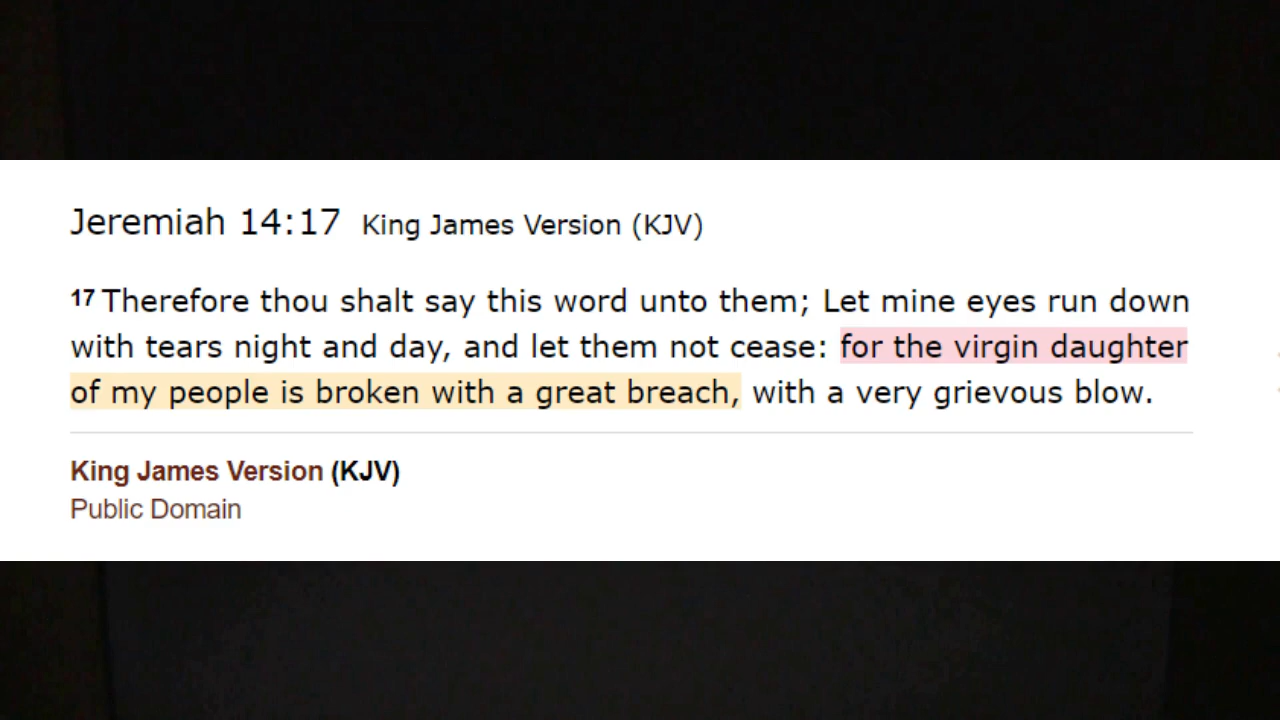 Jeremiah 14:17 King James Version (KJV)
17 Therefore thou shalt say this word unto them; Let mine eyes run down
with tears night and day, and let them not cease: for the virgin daughter
of my people is broken with a great breach, with a very grievous blow.
King James Version (KJV)
Public Domain